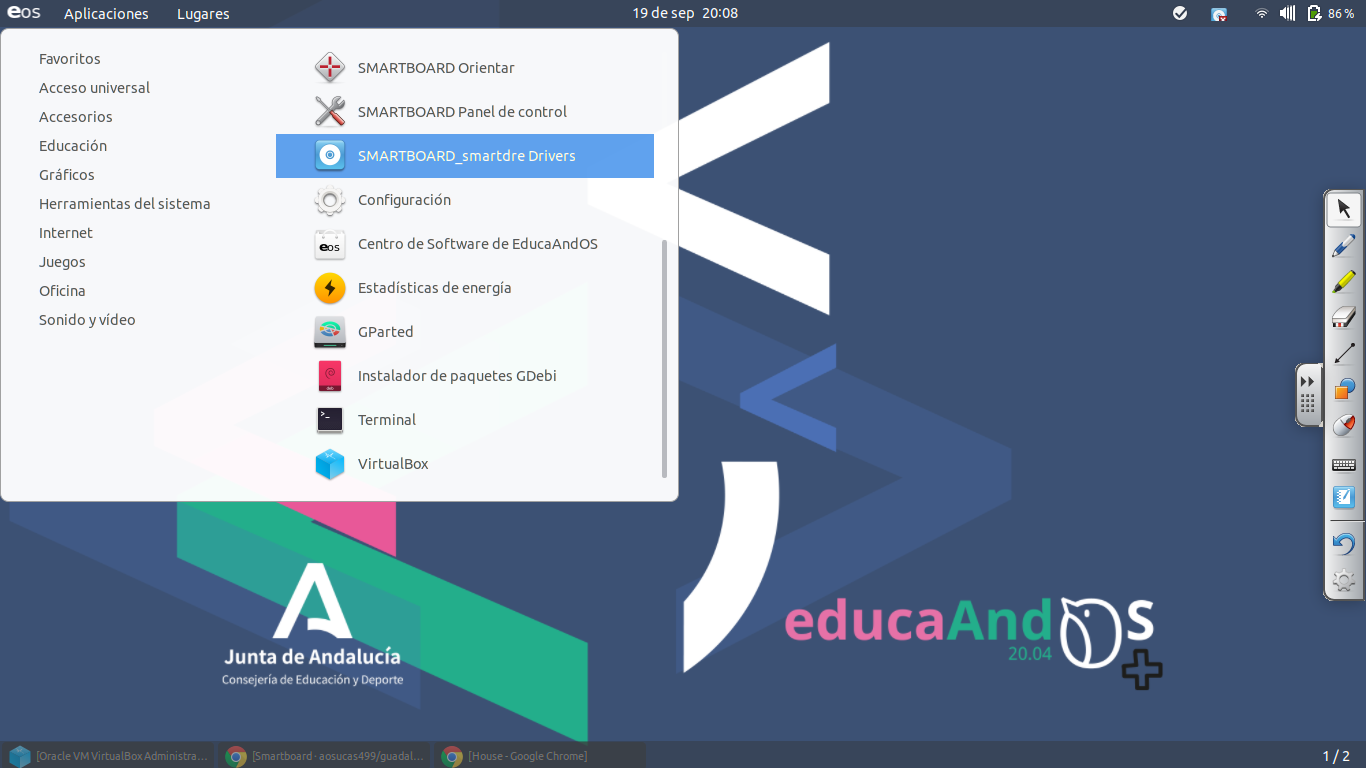 eos Aplicaciones Lugares 19 de sep 20:08 86 %
Favoritos
Acceso universal
Accesorios
Educación
Gráficos
Herramientas del sistema
Internet
Juegos
Oficina
Sonido y vídeo
SMARTBOARD Orientar
SMARTBOARD Panel de control
SMARTBOARD_smartdre Drivers
Configuración
eos Centro de Software de EducaAndOS
Estadísticas de energía
GParted
Instalador de paquetes GDebi
Terminal
VirtualBox
Junta de Andalucía
Consejería de Educación y Deporte
educaAndOS
20.04
[Oracle VM VirtualBox Administra... [Smartboard - aosucas499/guadal... [House - Google Chrome] 1 / 2